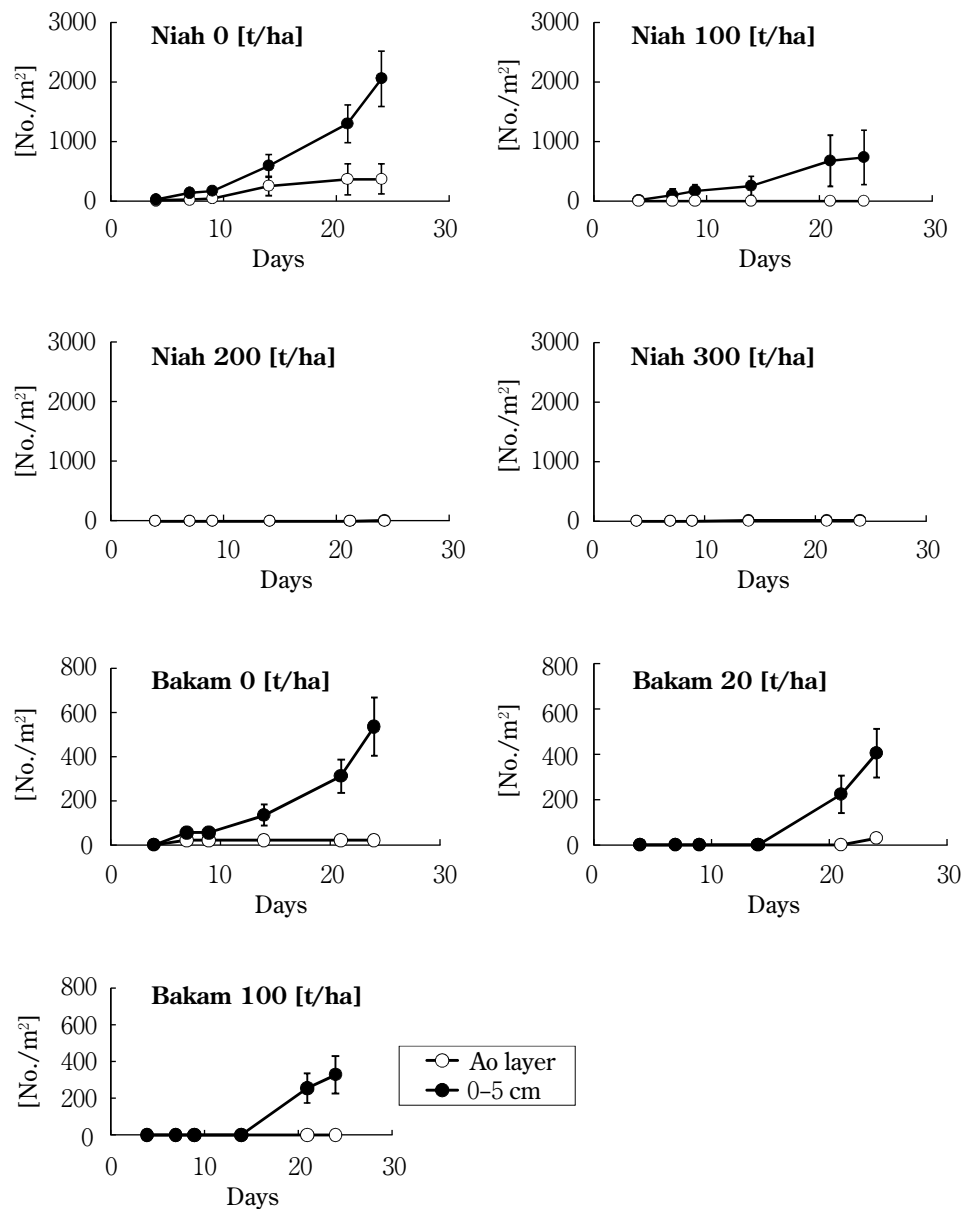 Niah 0 [t/ha]
[No./m²]
3000
2000
1000
0
0 10 20 30
Days
Niah 100 [t/ha]
[No./m²]
3000
2000
1000
0
0 10 20 30
Days
Niah 200 [t/ha]
[No./m²]
3000
2000
1000
0
0 10 20 30
Days
Niah 300 [t/ha]
[No./m²]
3000
2000
1000
0
0 10 20 30
Days
Bakam 0 [t/ha]
[No./m²]
800
600
400
200
0
0 10 20 30
Days
Bakam 20 [t/ha]
[No./m²]
800
600
400
200
0
0 10 20 30
Days
Bakam 100 [t/ha]
[No./m²]
800
600
400
200
0
0 10 20 30
Days
Ao layer
0–5 cm